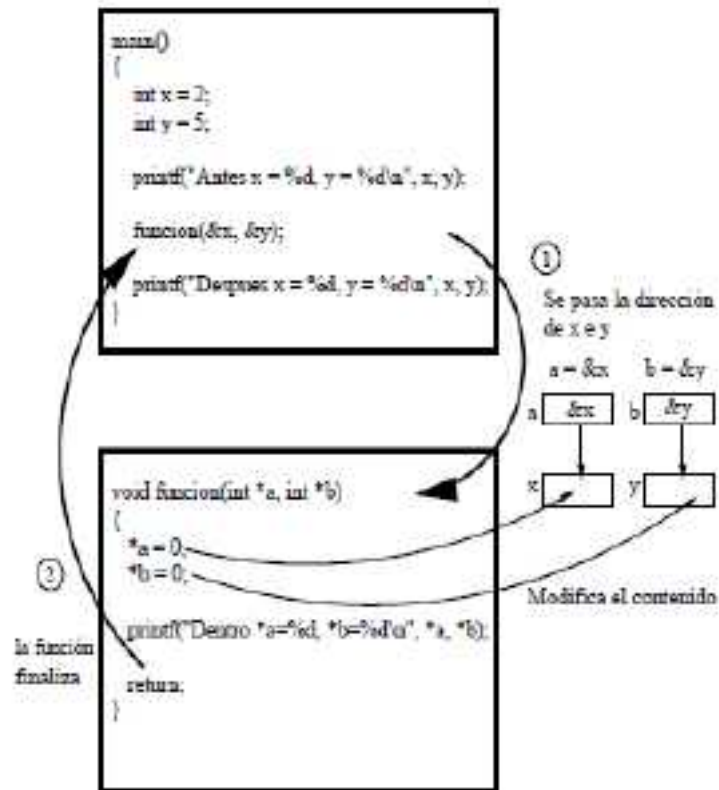 main()
{
int x = 2;
int y = 5;
printf("Antes x = %d, y = %d\n", x, y);
funcion(&x, &y);
printf("Despues x = %d, y = %d\n", x, y);
}
1
Se pasa la dirección
de x e y
a = &x b = &y
a &x b &y
x y
void funcion(int *a, int *b)
{
*a = 0;
*b = 0;
Modifica el contenido
printf("Dentro *a=%d, *b=%d\n", *a, *b);
return;
}
2
la función
finaliza